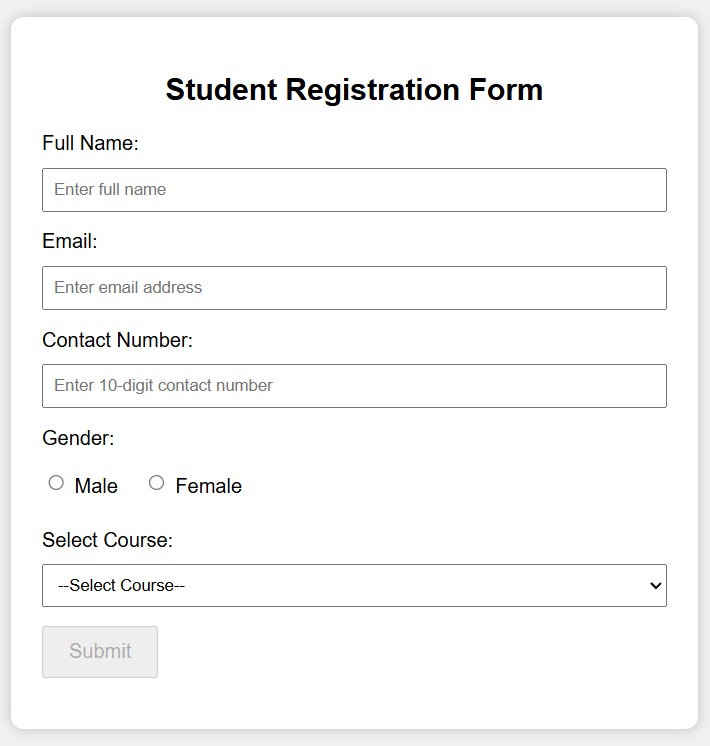 Student Registration Form
Full Name:
Enter full name
Email:
Enter email address
Contact Number:
Enter 10-digit contact number
Gender:
Male Female
Select Course:
--Select Course--
Submit